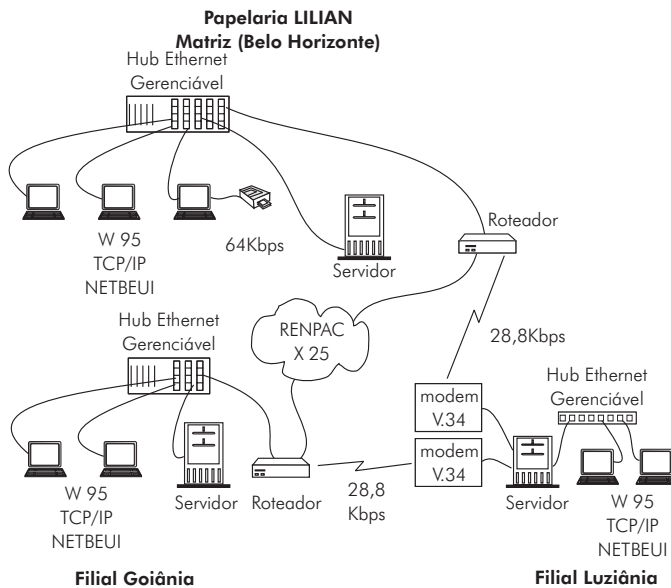 Papelaria LILIAN
Matriz (Belo Horizonte)
Hub Ethernet
Gerenciável
W 95
TCP/IP
NETBEUI
64Kbps
Servidor
Roteador
28,8Kbps
RENPAC
X 25
Hub Ethernet
Gerenciável
W 95
TCP/IP
NETBEUI
Servidor
Roteador
28,8
Kbps
modem
V.34
modem
V.34
Hub Ethernet
Gerenciável
Servidor
W 95
TCP/IP
NETBEUI
Filial Goiânia
Filial Luziânia